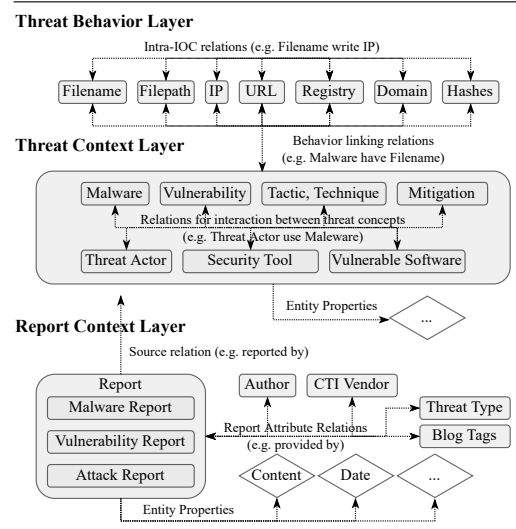 Threat Behavior Layer
Intra-IOC relations (e.g. Filename write IP)
Filename Filepath IP URL Registry Domain Hashes
Behavior linking relations
(e.g. Malware have Filename)
Threat Context Layer
Malware Vulnerability Tactic, Technique Mitigation
Relations for interaction between threat concepts
(e.g. Threat Actor use Maleware)
Threat Actor Security Tool Vulnerable Software
Entity Properties
...
Report Context Layer
Source relation (e.g. reported by)
Report
Malware Report
Vulnerability Report
Attack Report
Author CTI Vendor
Threat Type
Blog Tags
Report Attribute Relations
(e.g. provided by)
Content Date ...
Entity Properties